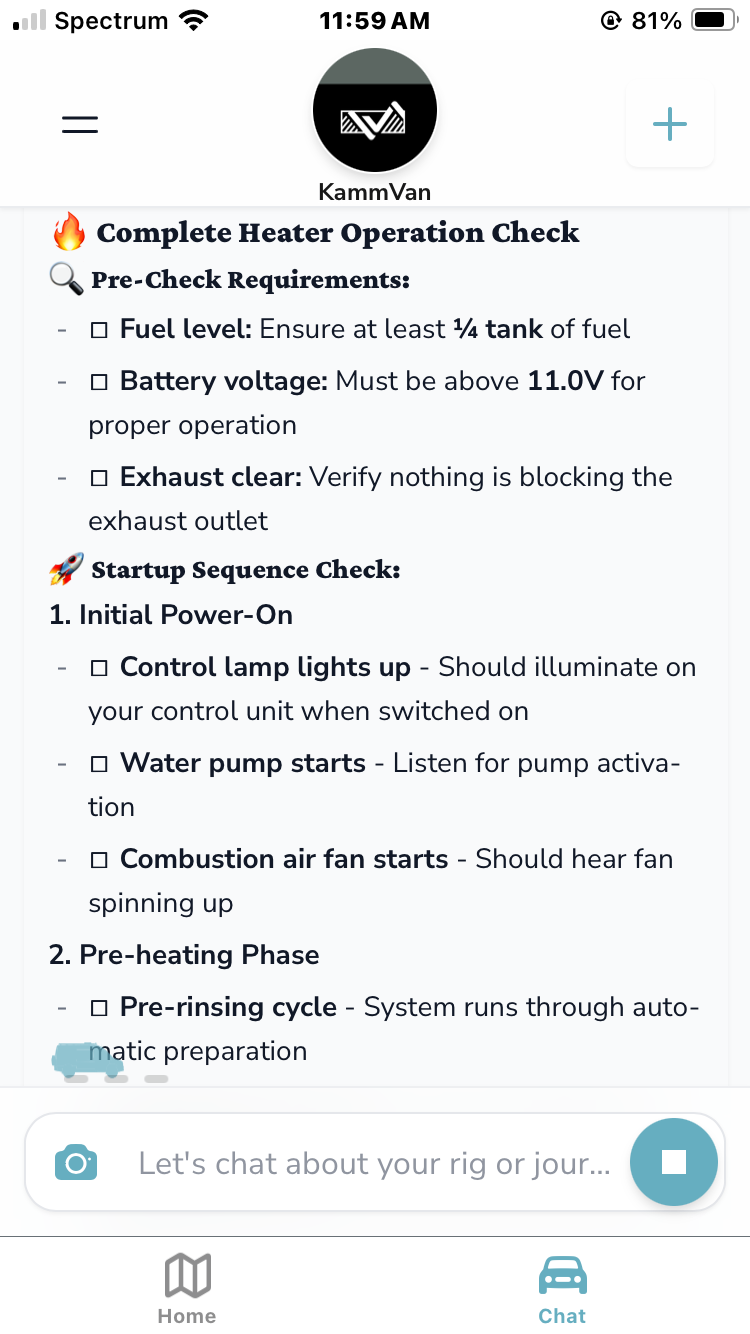 Spectrum 11:59 AM 81%
KammVan
🔥 Complete Heater Operation Check
🔍 Pre-Check Requirements:
- ☐ Fuel level: Ensure at least ¼ tank of fuel
- ☐ Battery voltage: Must be above 11.0V for
proper operation
- ☐ Exhaust clear: Verify nothing is blocking the
exhaust outlet
🚀 Startup Sequence Check:
1. Initial Power-On
- ☐ Control lamp lights up - Should illuminate on
your control unit when switched on
- ☐ Water pump starts - Listen for pump activa-
tion
- ☐ Combustion air fan starts - Should hear fan
spinning up
2. Pre-heating Phase
- ☐ Pre-rinsing cycle - System runs through auto-
matic preparation
Let's chat about your rig or jour...
Home
Chat